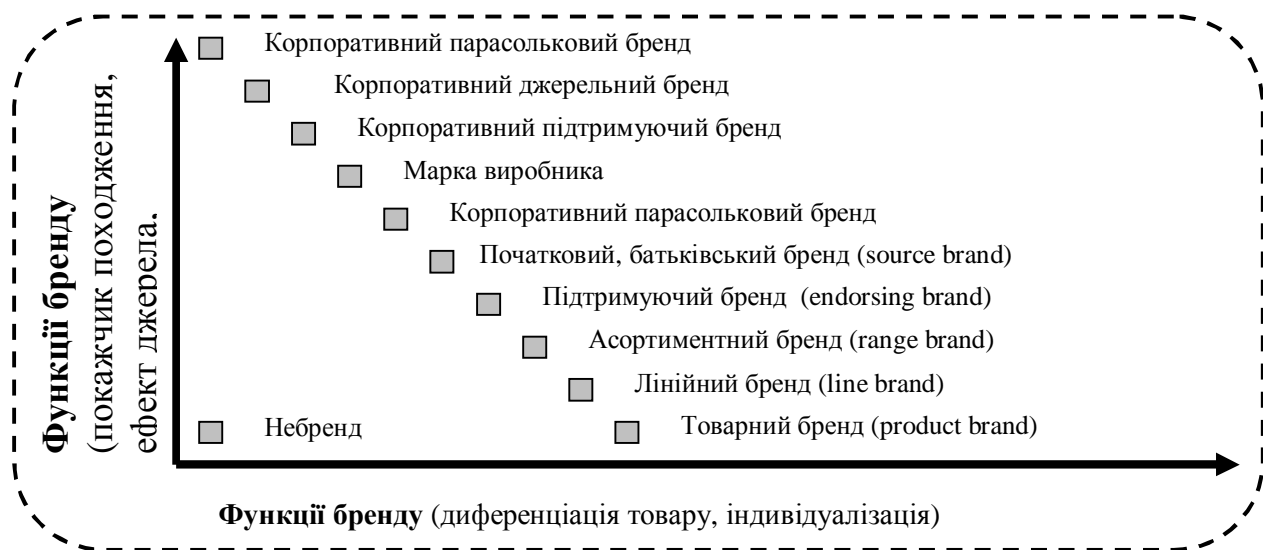 Функції бренду
(покажчик походження,
ефект джерела.
Корпоративний парасольковий бренд
Корпоративний джерельний бренд
Корпоративний підтримуючий бренд
Марка виробника
Корпоративний парасольковий бренд
Початковий, батьківський бренд (source brand)
Підтримуючий бренд (endorsing brand)
Асортиментний бренд (range brand)
Лінійний бренд (line brand)
Небренд
Товарний бренд (product brand)
Функції бренду (диференціація товару, індивідуалізація)